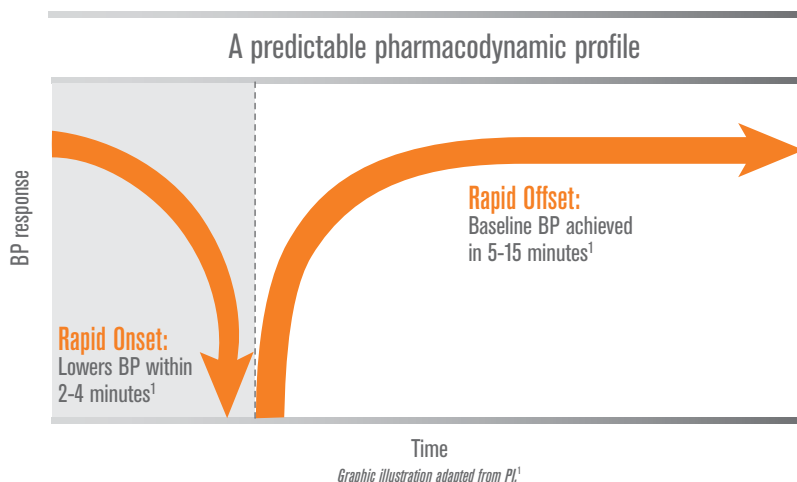 A predictable pharmacodynamic profile
BP response
Rapid Onset:
Lowers BP within
2-4 minutes¹
Rapid Offset:
Baseline BP achieved
in 5-15 minutes¹
Time
Graphic illustration adapted from PI.¹